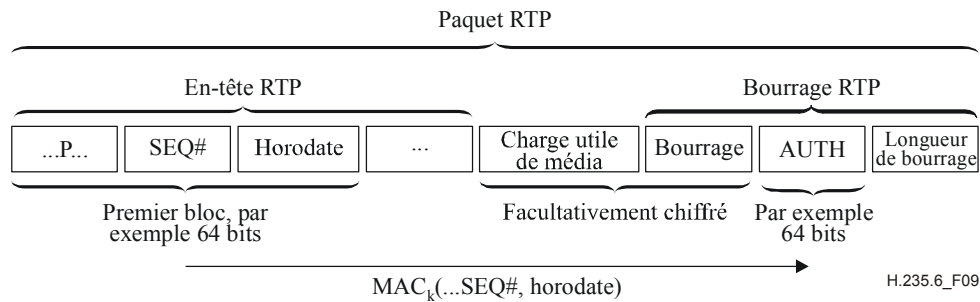 Paquet RTP
En-tête RTP
Bourrage RTP
...P...
SEQ#
Horodate
...
Charge utile
de média
Bourrage
AUTH
Longueur
de bourrage
Premier bloc, par
exemple 64 bits
Facultativement chiffré
Par exemple
64 bits
MACk(...SEQ#, horodate)
H.235.6_F09